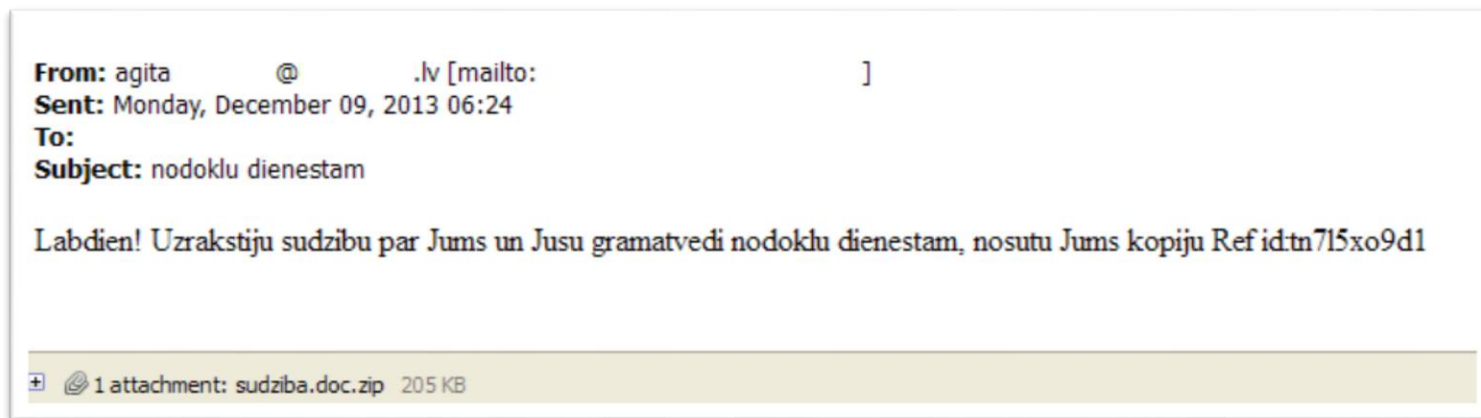 From: agita @ .lv [mailto: ]
Sent: Monday, December 09, 2013 06:24
To:
Subject: nodoklu dienestam
Labdien! Uzrakstiju sudzibu par Jums un Jusu gramatvedi nodoklu dienestam, nosutu Jums kopiju Ref id:tn7l5xo9d1
1 attachment: sudziba.doc.zip 205 KB